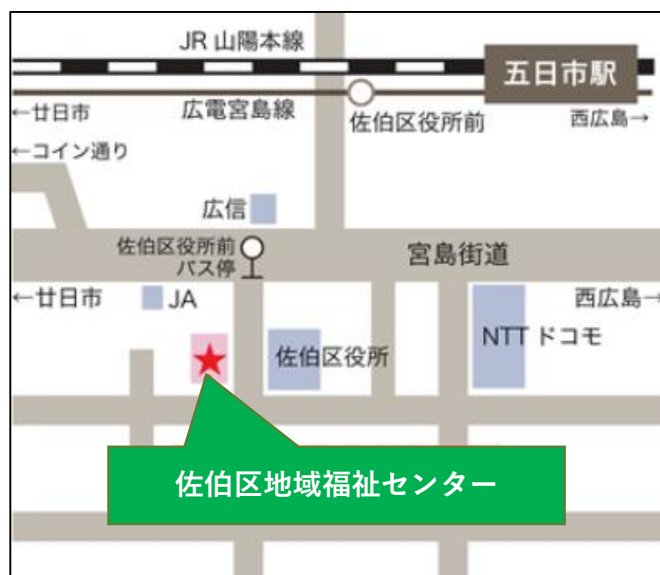 JR 山陽本線
五日市駅
←廿日市
広電宮島線
佐伯区役所前
西広島→
←コイン通り
広信
佐伯区役所前
バス停
宮島街道
←廿日市
JA
西広島→
佐伯区役所
NTT ドコモ
佐伯区地域福祉センター